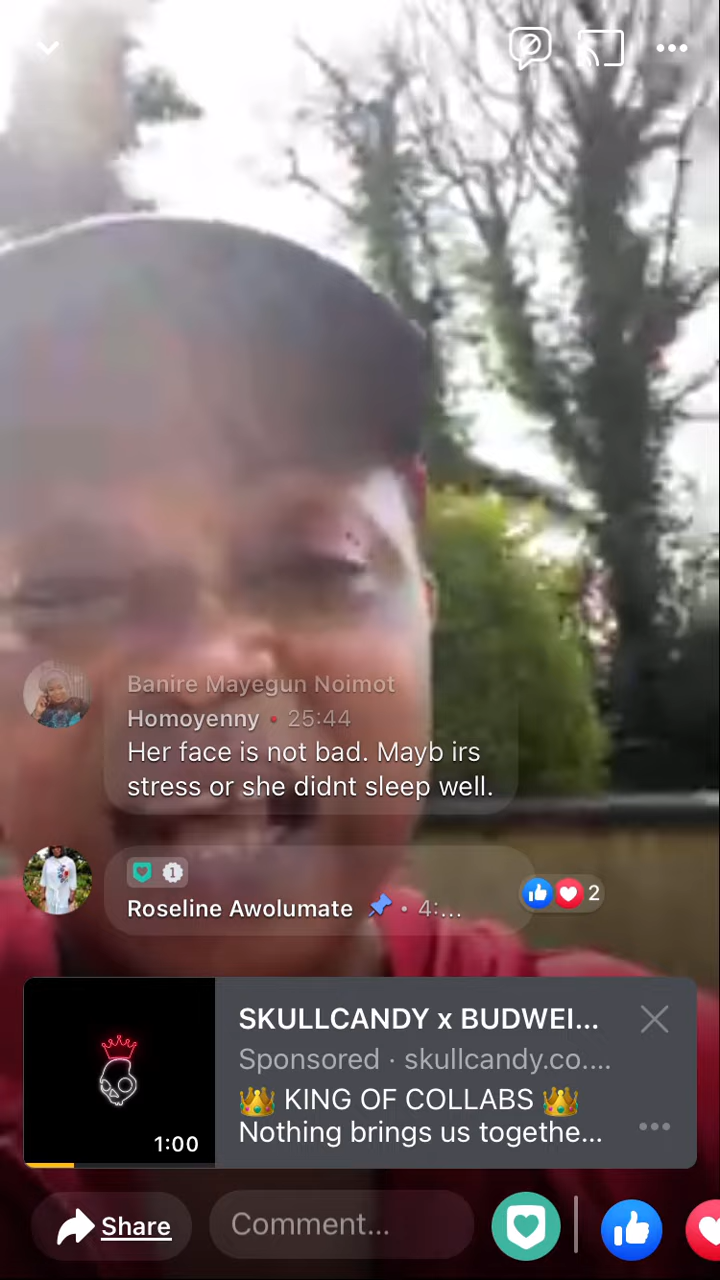 Banire Mayegun Noimot
Homoyenny • 25:44
Her face is not bad. Mayb irs
stress or she didnt sleep well.
1
Roseline Awolumate 📌 • 4:...
2
SKULLCANDY x BUDWEI...
Sponsored · skullcandy.co....
👑 KING OF COLLABS 👑
Nothing brings us togethe...
1:00
Share
Comment...